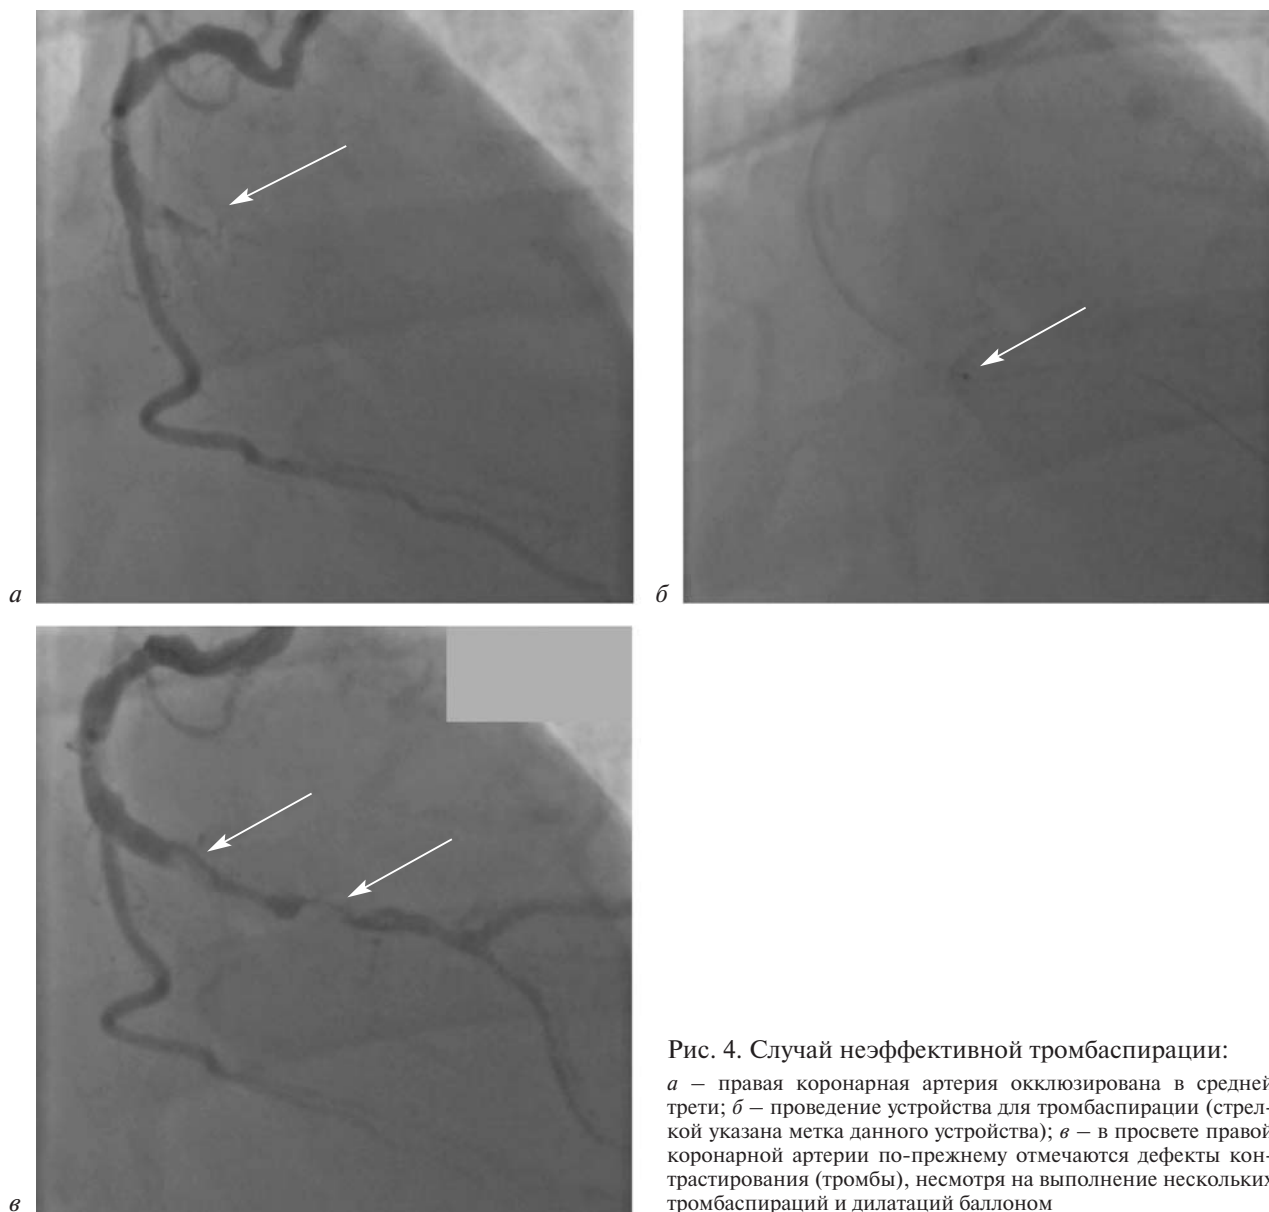 а
б
в
Рис. 4. Случай неэффективной тромбаспирации:
а – правая коронарная артерия окклюзирована в средней
трети; б – проведение устройства для тромбаспирации (стрел-
кой указана метка данного устройства); в – в просвете правой
коронарной артерии по-прежнему отмечаются дефекты кон-
трастирования (тромбы), несмотря на выполнение нескольких
тромбаспираций и дилатаций баллоном